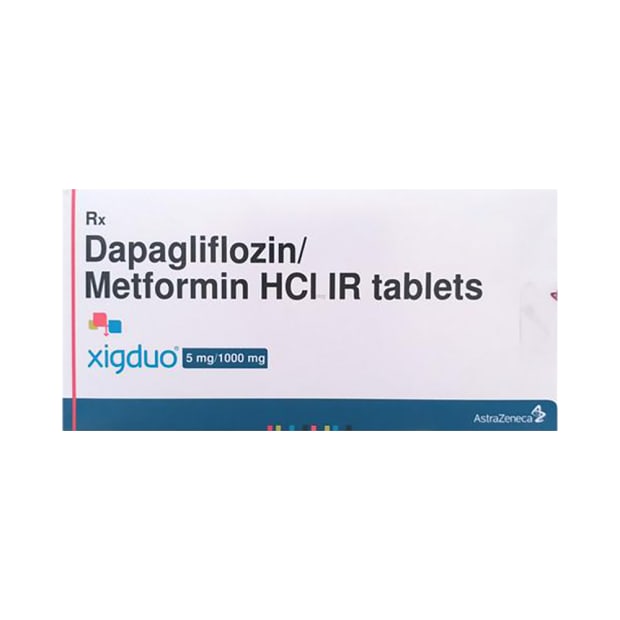 Rx
Dapagliflozin/
Metformin HCl IR tablets
xigduo® 5 mg/1000 mg
AstraZeneca